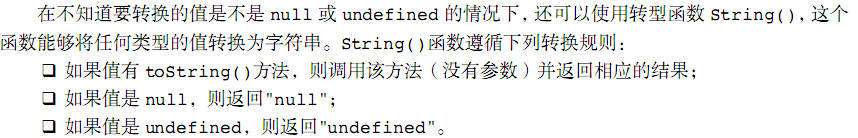 在不知道要转换的值是不是 null 或 undefined 的情况下，还可以使用转型函数 String()，这个
函数能够将任何类型的值转换为字符串。String()函数遵循下列转换规则：
❑ 如果值有 toString()方法，则调用该方法（没有参数）并返回相应的结果；
❑ 如果值是 null，则返回"null"；
❑ 如果值是 undefined，则返回"undefined"。